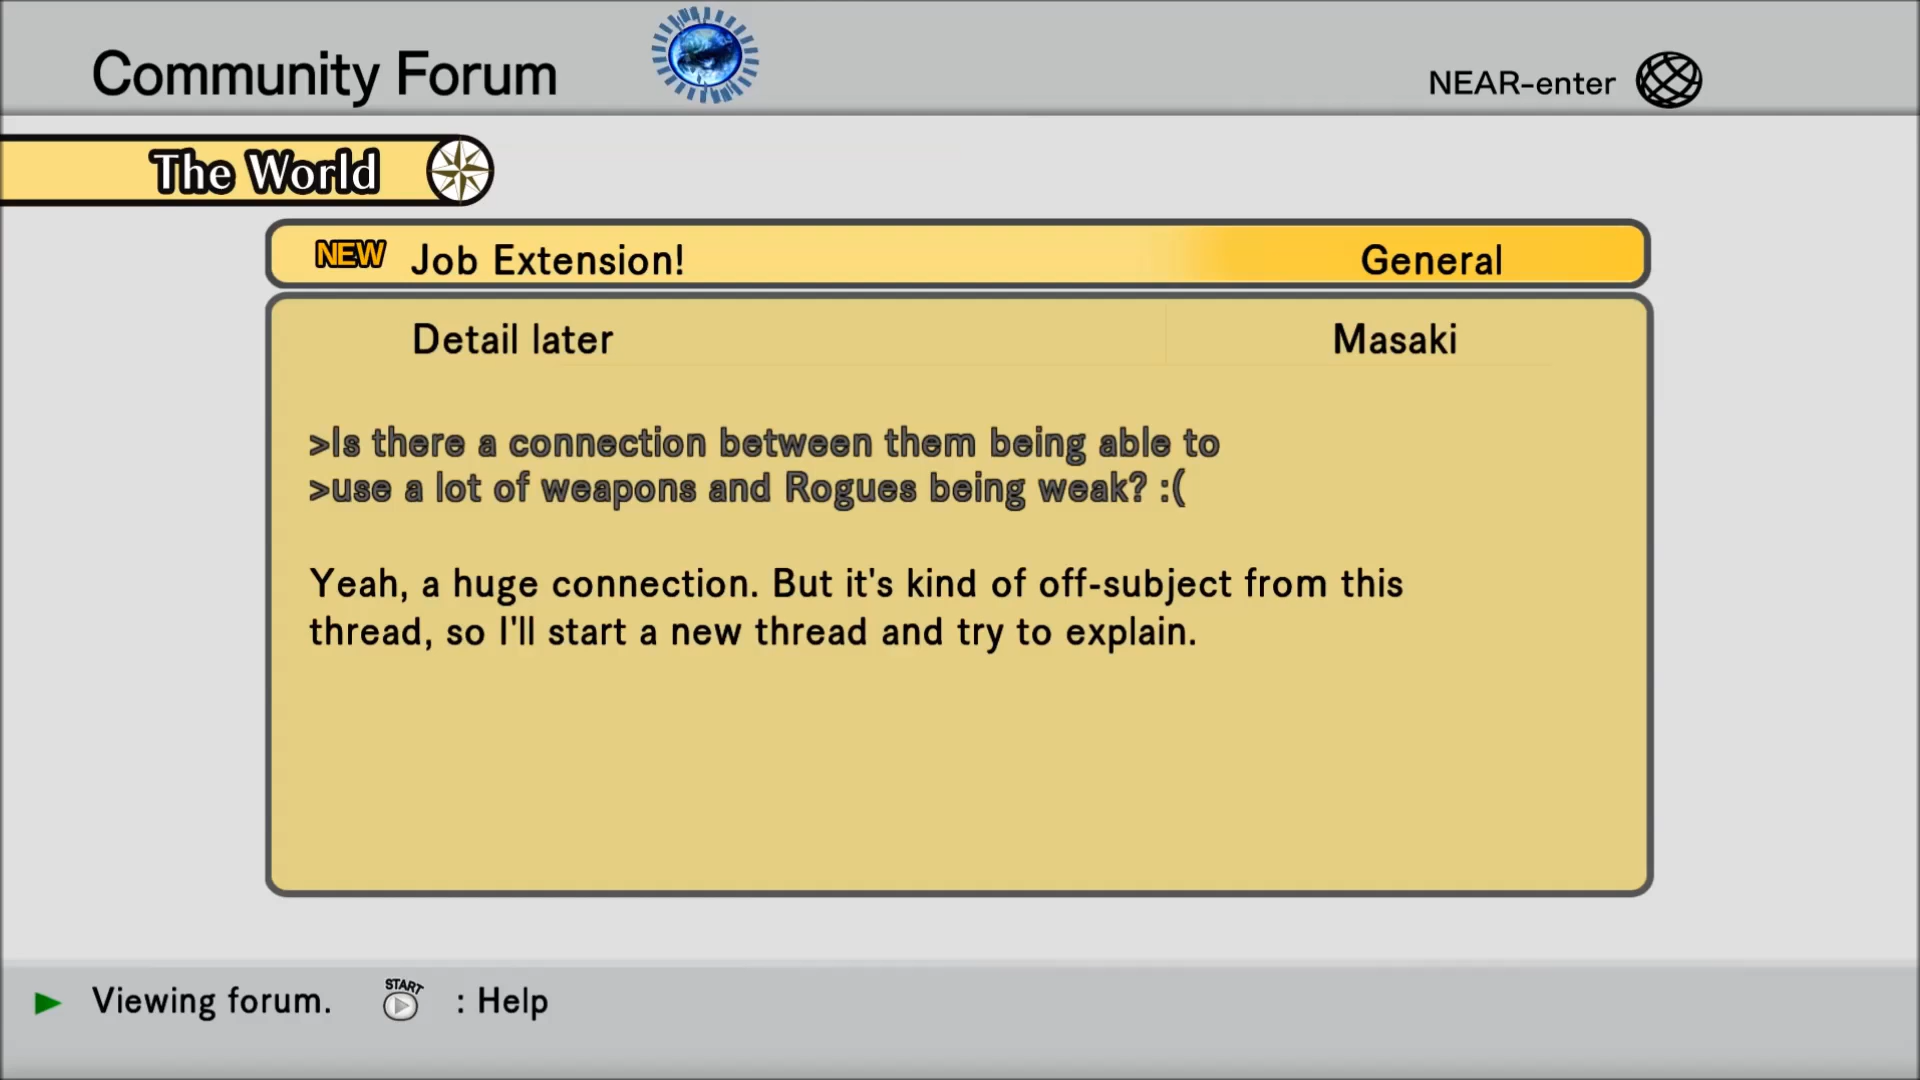 Community Forum
NEAR-enter
The World
NEW Job Extension! General
Detail later Masaki
>Is there a connection between them being able to
>use a lot of weapons and Rogues being weak? :(
Yeah, a huge connection. But it's kind of off-subject from this
thread, so I'll start a new thread and try to explain.
Viewing forum. START : Help